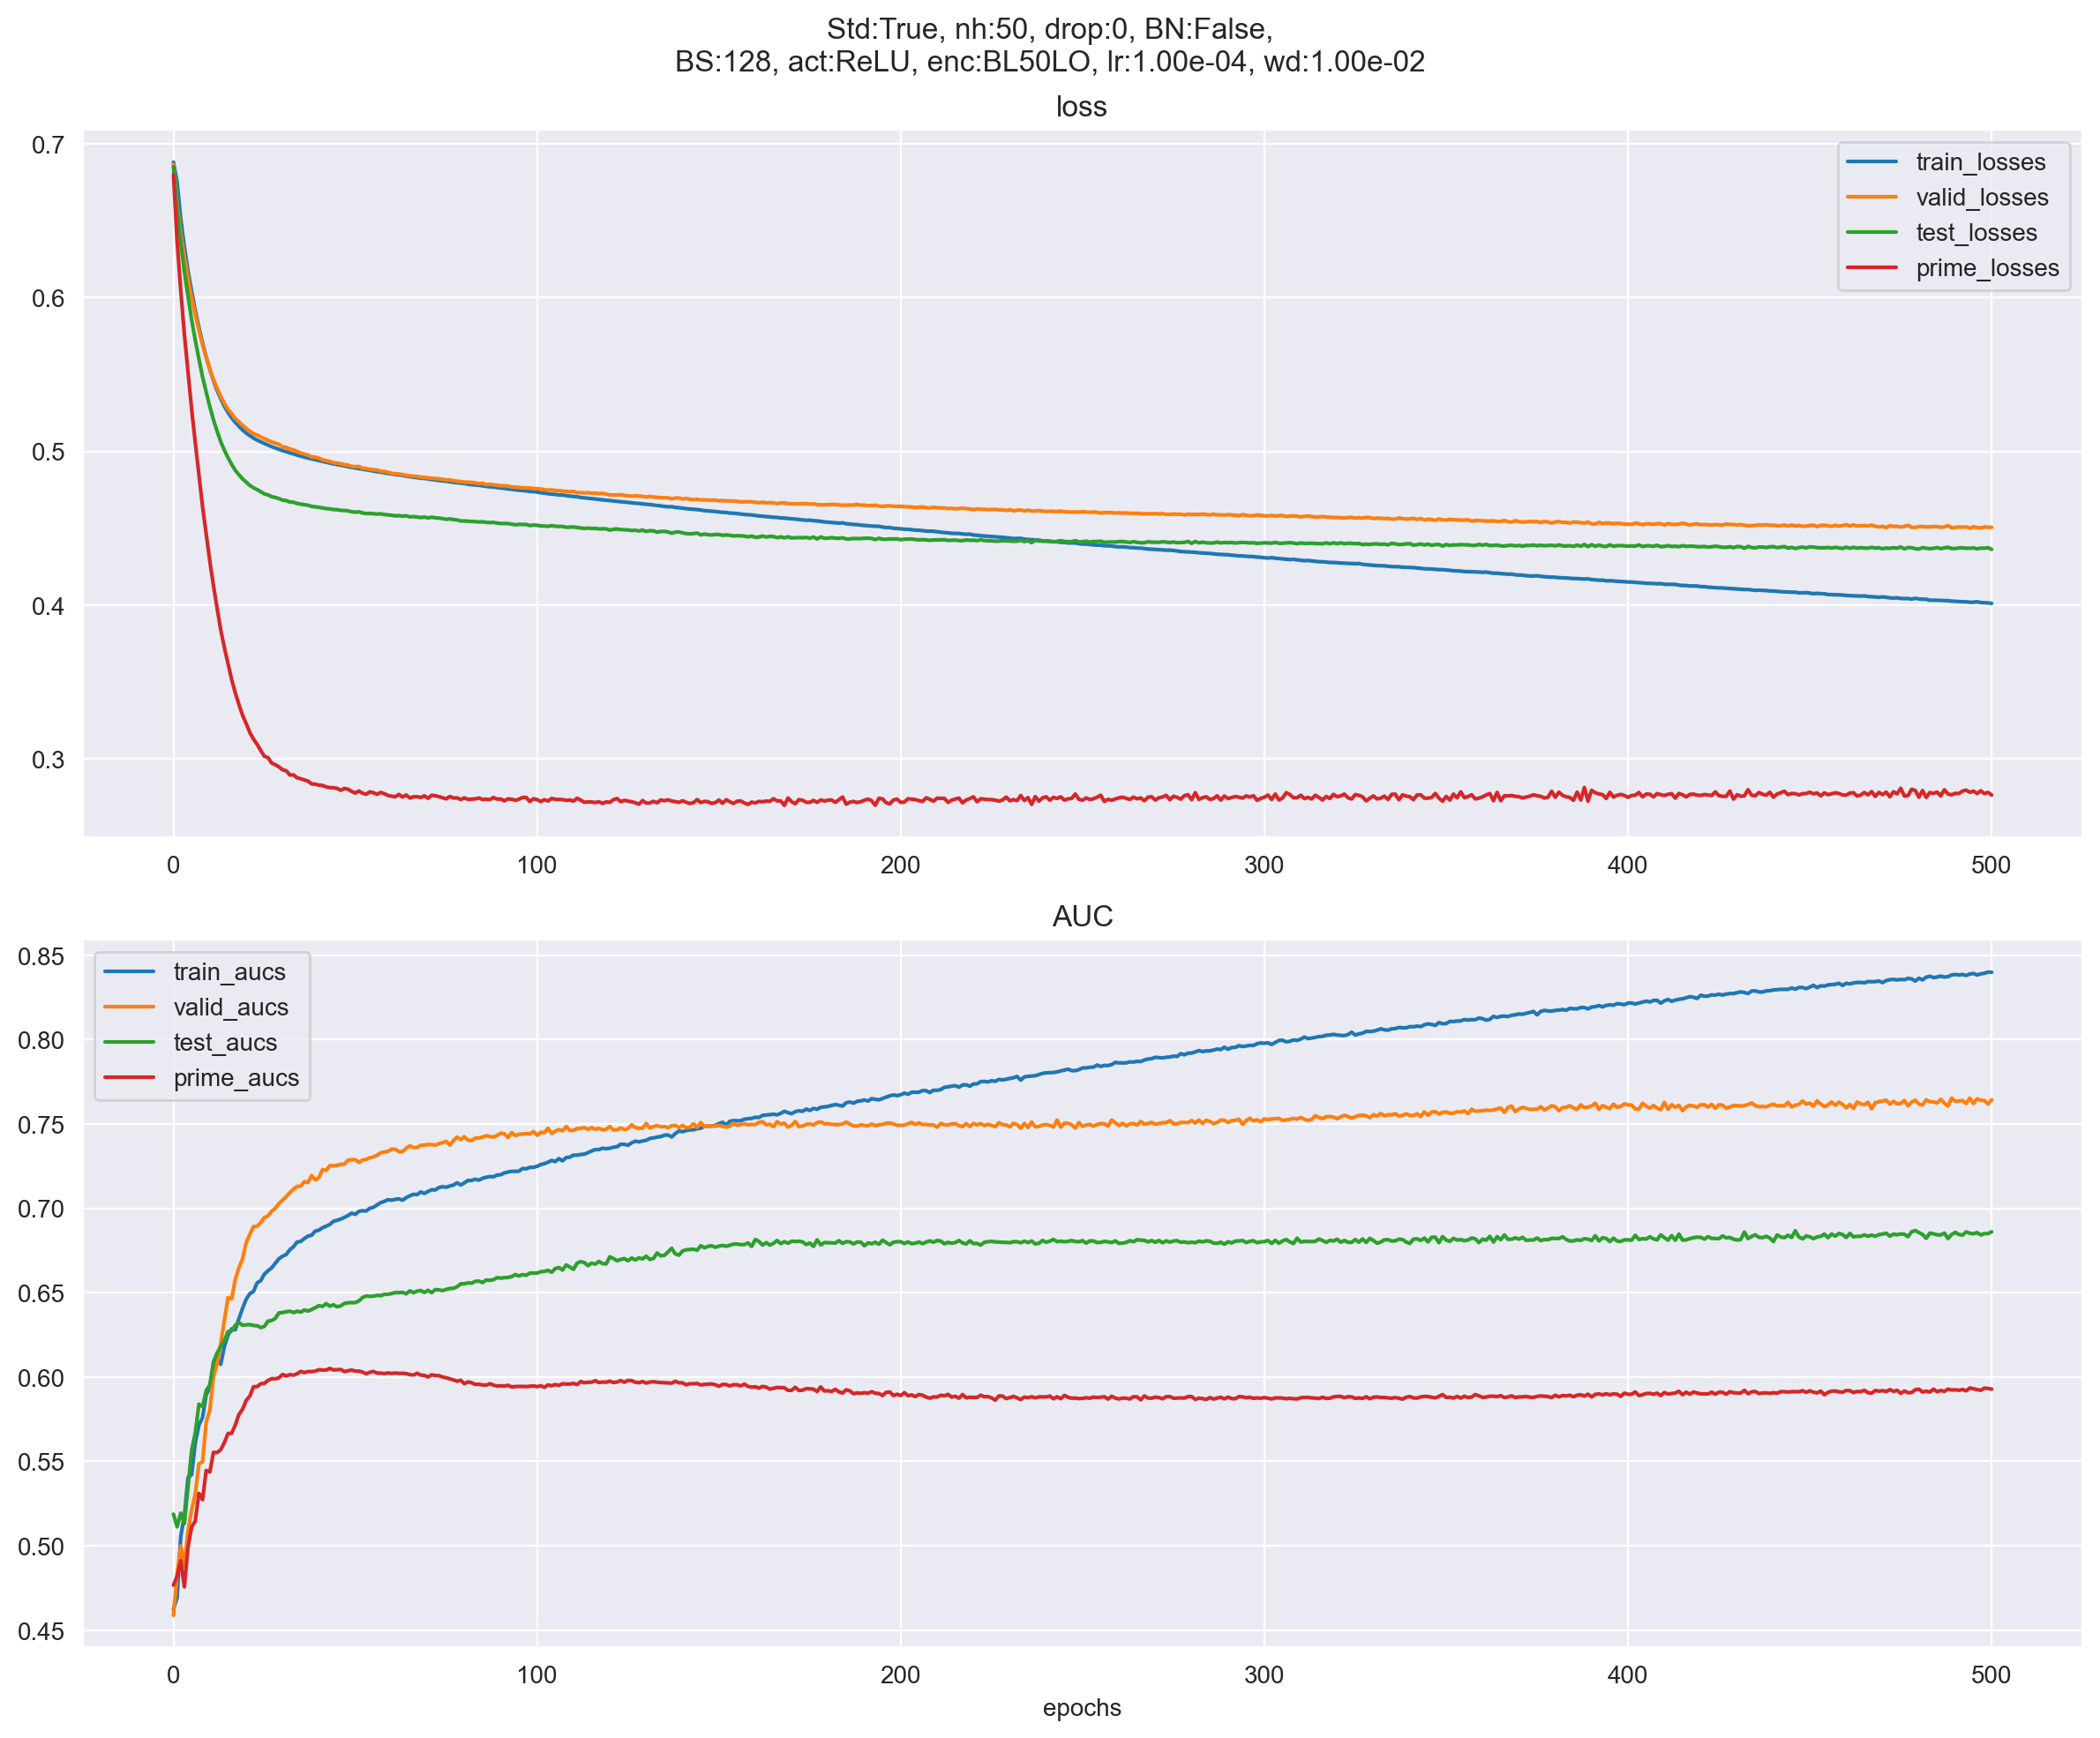 Std:True, nh:50, drop:0, BN:False,
BS:128, act:ReLU, enc:BL50LO, lr:1.00e-04, wd:1.00e-02
loss
0.7
0.6
0.5
0.4
0.3
train_losses
valid_losses
test_losses
prime_losses
0 100 200 300 400 500
AUC
0.85
0.80
0.75
0.70
0.65
0.60
0.55
0.50
0.45
train_aucs
valid_aucs
test_aucs
prime_aucs
0 100 200 300 400 500
epochs